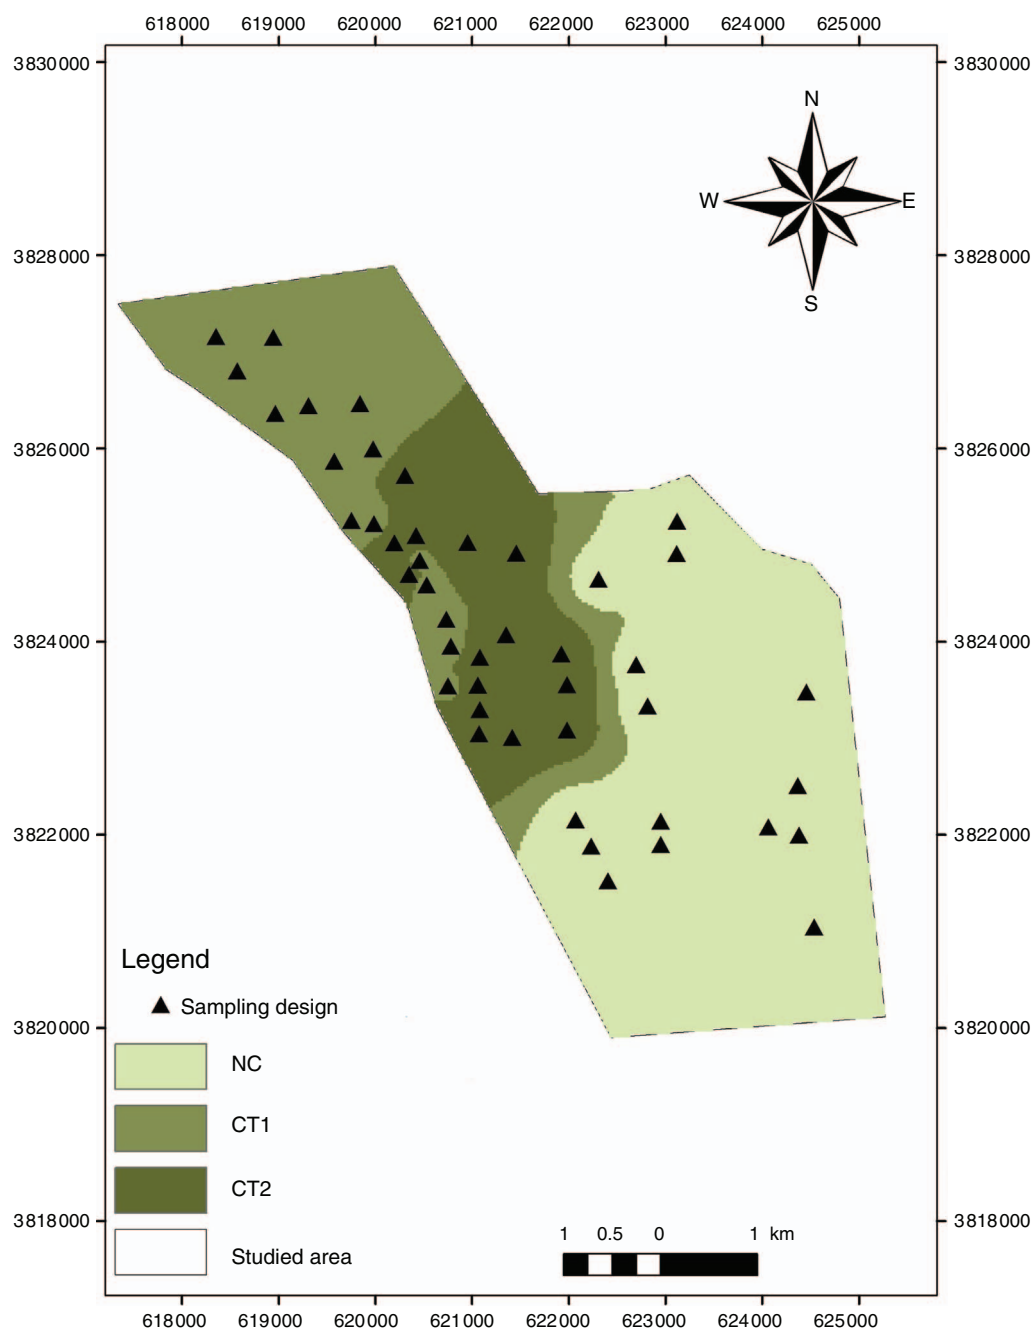 618000 619000 620000 621000 622000 623000 624000 625000
3830000 3830000
N
W E
S
3828000 3828000
3826000 3826000
3824000 3824000
3822000 3822000
Legend
Sampling design
3820000 3820000
NC
CT1
CT2
3818000 3818000
1 0.5 0 1 km
Studied area
618000 619000 620000 621000 622000 623000 624000 625000